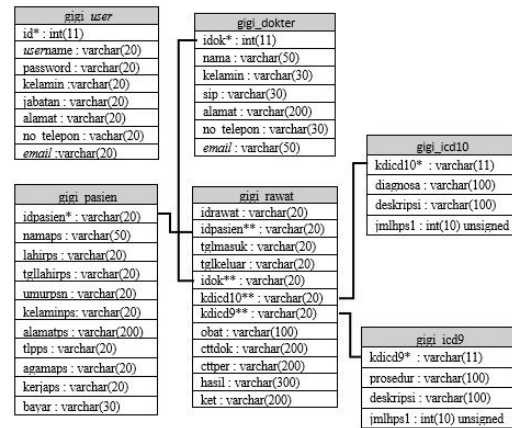 gigi user
id* : int(11)
username : varchar(20)
password : varchar(20)
kelamin :varchar(20)
jabatan : varchar(20)
alamat : varchar(20)
no telepon : vachar(20)
email :varchar(20)
gigi_dokter
idok* : int(11)
nama : varchar(50)
kelamin : varchar(30)
sip : varchar(30)
alamat : varchar(200)
no telepon : varchar(30)
email : varchar(50)
gigi_icd10
kdicd10* : varchar(11)
diagnosa : varchar(100)
deskripsi : varchar(100)
jmlhps1 : int(10) unsigned
gigi pasien
idpasien* : varchar(20)
namaps : varchar(50)
lahirps : varchar(20)
tgllahirps : varchar(20)
umurpsn : varchar(20)
kelaminps : varchar(20)
alamatps : varchar(200)
tlpps : varchar(20)
agamaps : varchar(20)
kerjaps : varchar(20)
bayar : varchar(30)
gigi rawat
idrawat : varchar(20)
idpasien** : varchar(20)
tglmasuk : varchar(20)
tglkeluar : varchar(20)
idok** : varchar(20)
kdicd10** : varchar(20)
kdicd9** : varchar(20)
obat : varchar(100)
cttdok : varchar(200)
cttper : varchar(200)
hasil : varchar(300)
ket : varchar(200)
gigi icd9
kdicd9* : varchar(11)
prosedur : varchar(100)
deskripsi : varchar(100)
jmlhps1 : int(10) unsigned